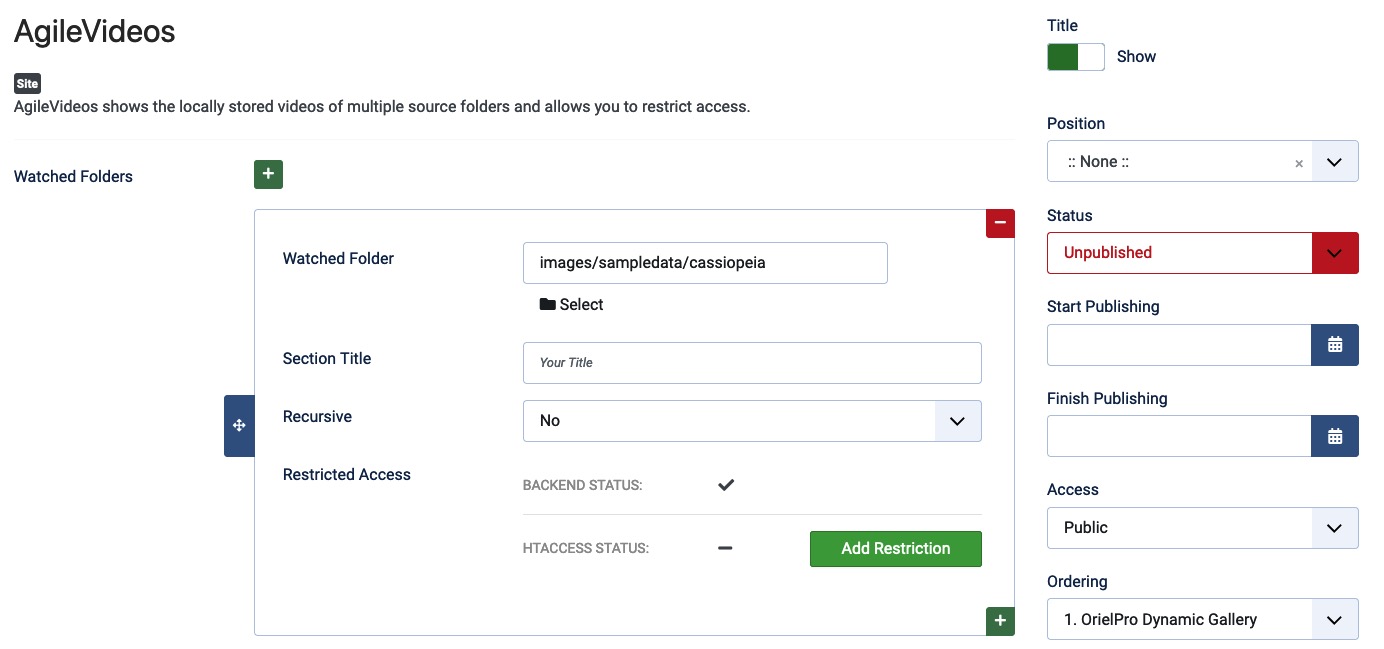 AgileVideos
Site
AgileVideos shows the locally stored videos of multiple source folders and allows you to restrict access.
Watched Folders
Watched Folder
images/sampledata/cassiopeia
Select
Section Title
Your Title
Recursive
No
Restricted Access
BACKEND STATUS:
HTACCESS STATUS:
Add Restriction
Title
Show
Position
:: None ::
Status
Unpublished
Start Publishing
Finish Publishing
Access
Public
Ordering
1. OrielPro Dynamic Gallery